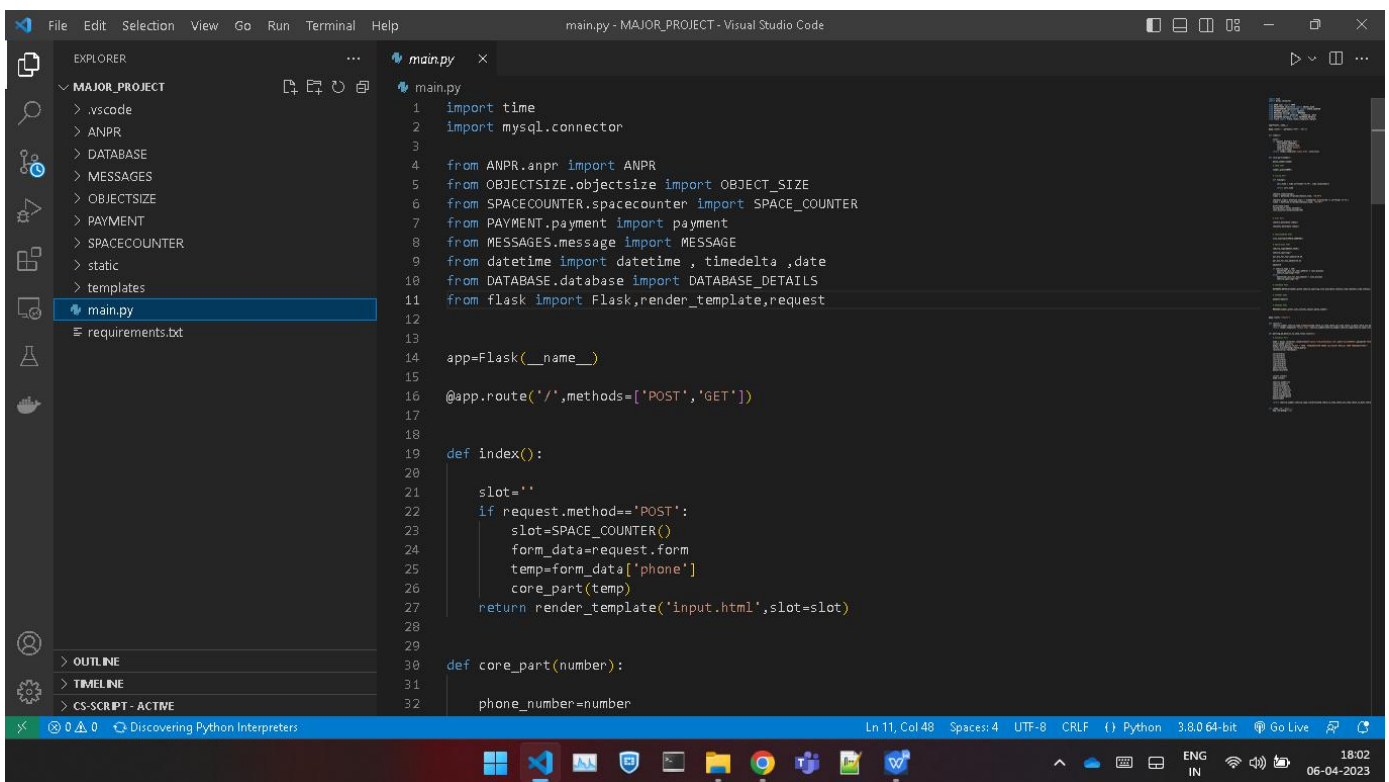 File Edit Selection View Go Run Terminal Help
main.py - MAJOR_PROJECT - Visual Studio Code
EXPLORER
MAJOR_PROJECT
.vscode
ANPR
DATABASE
MESSAGES
OBJECTSIZE
PAYMENT
SPACECOUNTER
static
templates
main.py
requirements.txt
OUTLINE
TIMELINE
CS-SCRIPT - ACTIVE
main.py
main.py
1 import time
2 import mysql.connector
3
4 from ANPR.anpr import ANPR
5 from OBJECTSIZE.objectsize import OBJECT_SIZE
6 from SPACECOUNTER.spacecounter import SPACE_COUNTER
7 from PAYMENT.payment import payment
8 from MESSAGES.message import MESSAGE
9 from datetime import datetime , timedelta ,date
10 from DATABASE.database import DATABASE_DETAILS
11 from flask import Flask,render_template,request
12
13
14 app=Flask(__name__)
15
16 @app.route('/',methods=['POST','GET'])
17
18
19 def index():
20
21     slot=''
22     if request.method=='POST':
23         slot=SPACE_COUNTER()
24         form_data=request.form
25         temp=form_data['phone']
26         core_part(temp)
27     return render_template('input.html',slot=slot)
28
29
30 def core_part(number):
31
32     phone_number=number
0 0 Discovering Python Interpreters
Ln 11, Col 48 Spaces: 4 UTF-8 CRLF {} Python 3.8.0 64-bit Go Live
ENG
IN
18:02
06-04-2023